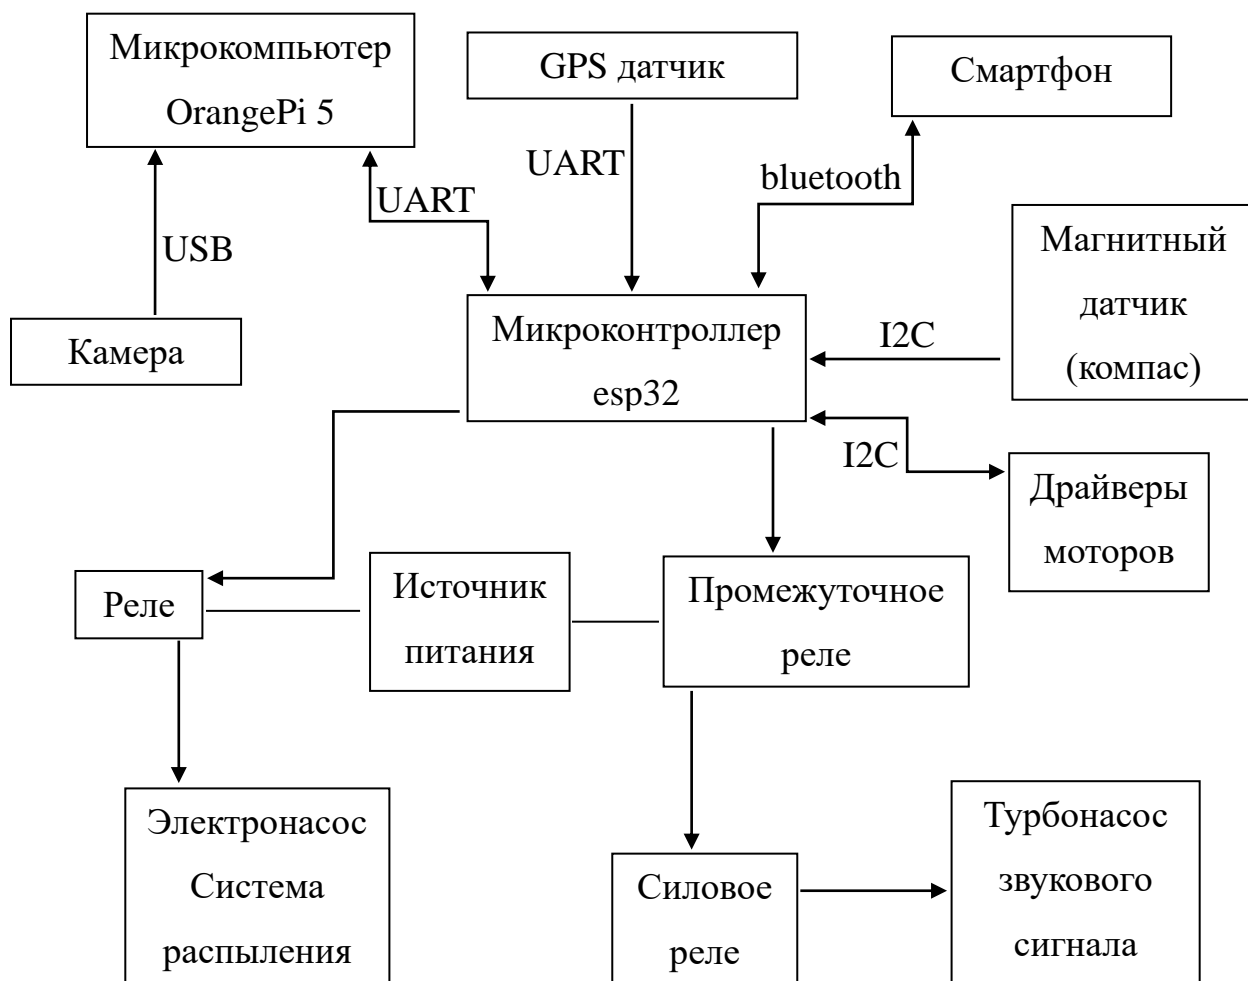 Микрокомпьютер
OrangePi 5
GPS датчик
Смартфон
UART
bluetooth
UART
USB
Магнитный
датчик
(компас)
Камера
Микроконтроллер
esp32
I2C
I2C
Драйверы
моторов
Реле
Источник
питания
Промежуточное
реле
Электронасос
Система
распыления
Силовое
реле
Турбонасос
звукового
сигнала